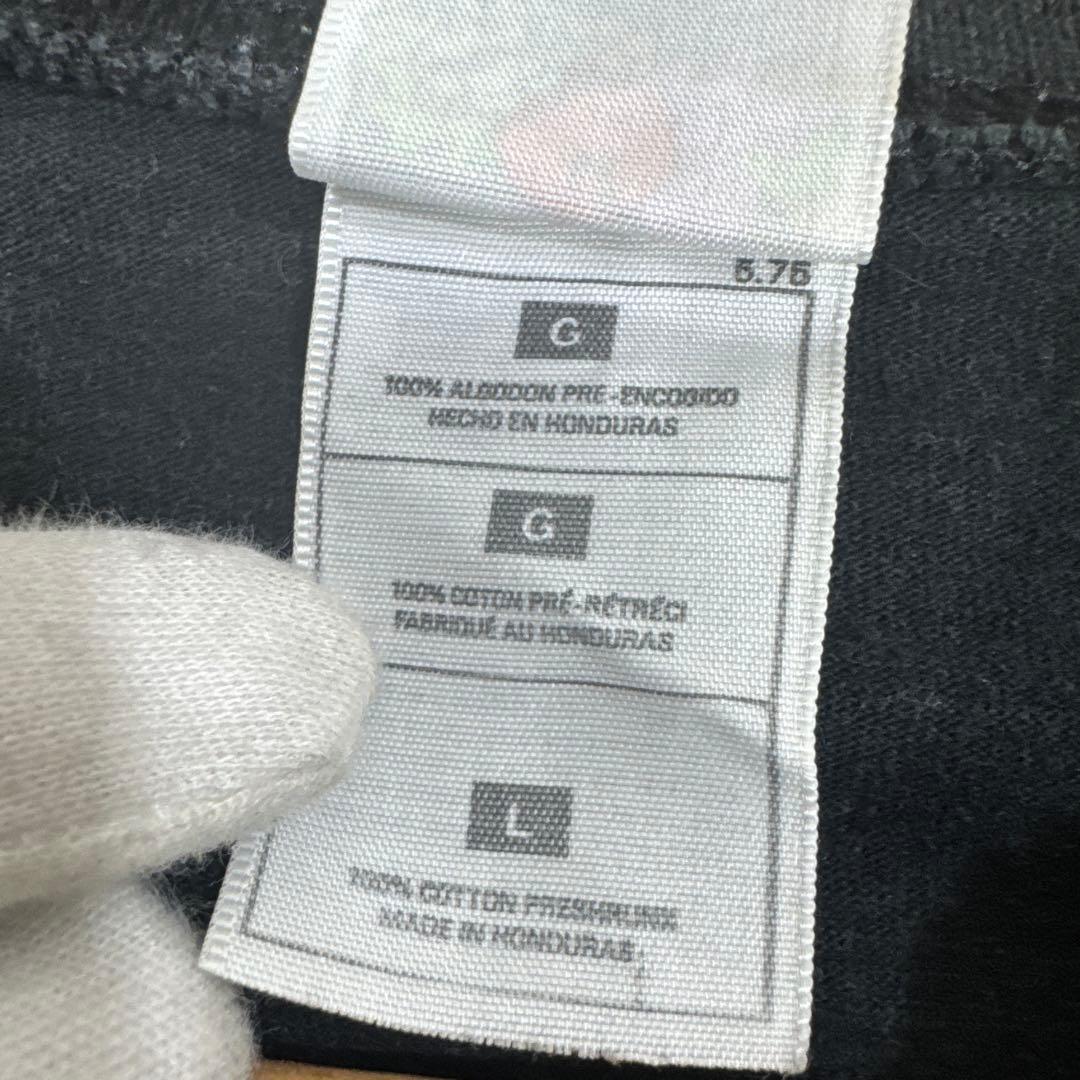 5.75
G
100% ALGODON PRE-ENCOGIDO
HECHO EN HONDURAS
G
100% COTON PRÉ-RÉTRÉCI
FABRIQUÉ AU HONDURAS
L
100% COTTON PRESHRUNK
MADE IN HONDURAS